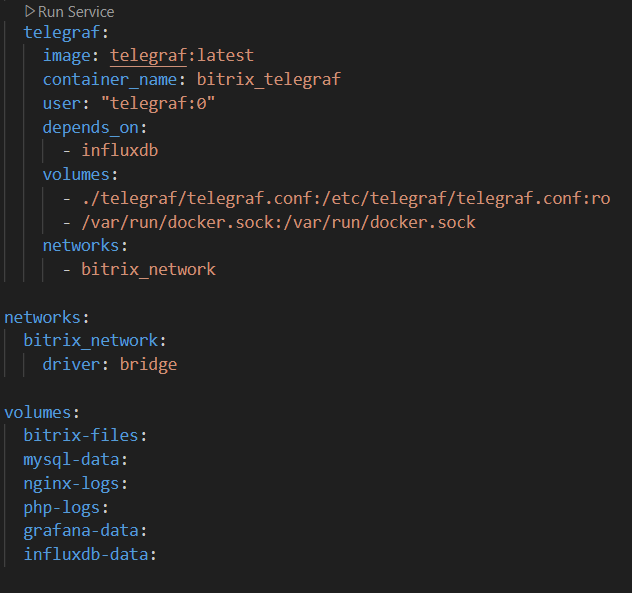 Run Service
telegraf:
image: telegraf:latest
container_name: bitrix_telegraf
user: "telegraf:0"
depends_on:
- influxdb
volumes:
- ./telegraf/telegraf.conf:/etc/telegraf/telegraf.conf:ro
- /var/run/docker.sock:/var/run/docker.sock
networks:
- bitrix_network
networks:
bitrix_network:
driver: bridge
volumes:
bitrix-files:
mysql-data:
nginx-logs:
php-logs:
grafana-data:
influxdb-data: